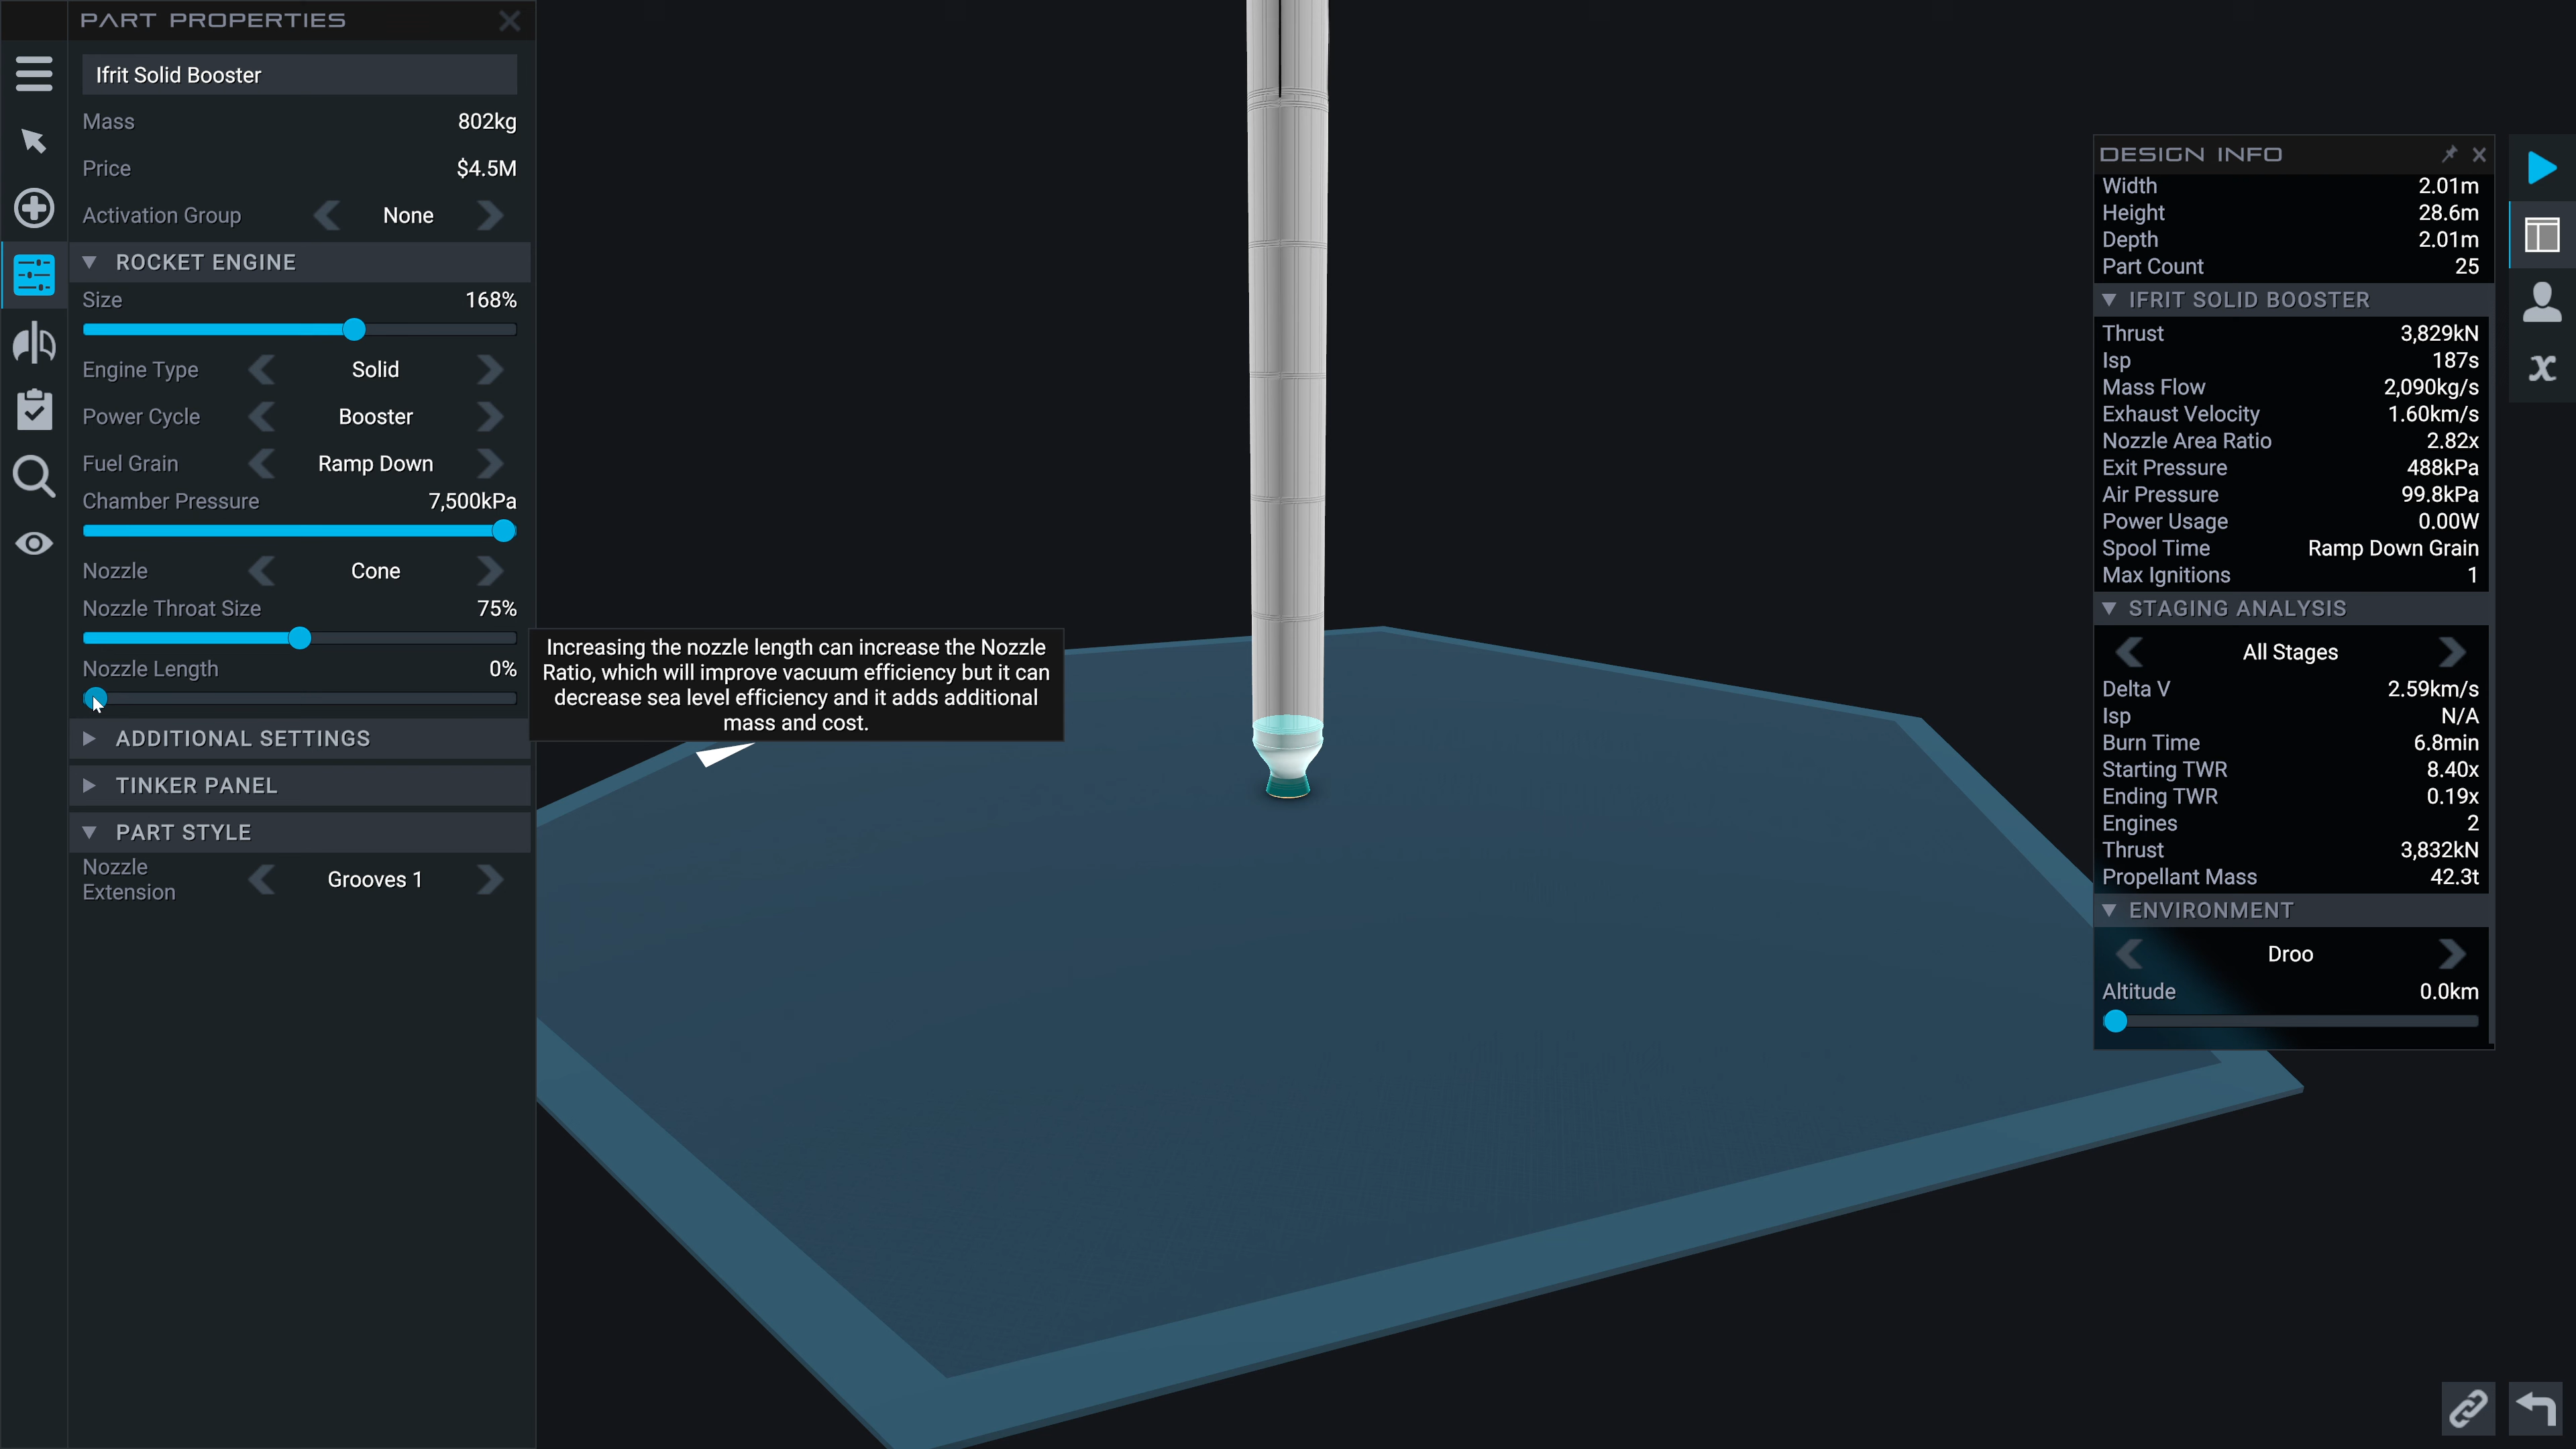 PART PROPERTIES
Ifrit Solid Booster
Mass 802kg
Price $4.5M
Activation Group None
ROCKET ENGINE
Size 168%
Engine Type Solid
Power Cycle Booster
Fuel Grain Ramp Down
Chamber Pressure 7,500kPa
Nozzle Cone
Nozzle Throat Size 75%
Nozzle Length 0%
ADDITIONAL SETTINGS
TINKER PANEL
PART STYLE
Nozzle
Extension
Grooves 1
Increasing the nozzle length can increase the Nozzle
Ratio, which will improve vacuum efficiency but it can
decrease sea level efficiency and it adds additional
mass and cost.
DESIGN INFO
Width 2.01m
Height 28.6m
Depth 2.01m
Part Count 25
IFRIT SOLID BOOSTER
Thrust 3,829kN
Isp 187s
Mass Flow 2,090kg/s
Exhaust Velocity 1.60km/s
Nozzle Area Ratio 2.82x
Exit Pressure 488kPa
Air Pressure 99.8kPa
Power Usage 0.00W
Spool Time Ramp Down Grain
Max Ignitions 1
STAGING ANALYSIS
All Stages
Delta V 2.59km/s
Isp N/A
Burn Time 6.8min
Starting TWR 8.40x
Ending TWR 0.19x
Engines 2
Thrust 3,832kN
Propellant Mass 42.3t
ENVIRONMENT
Droo
Altitude 0.0km